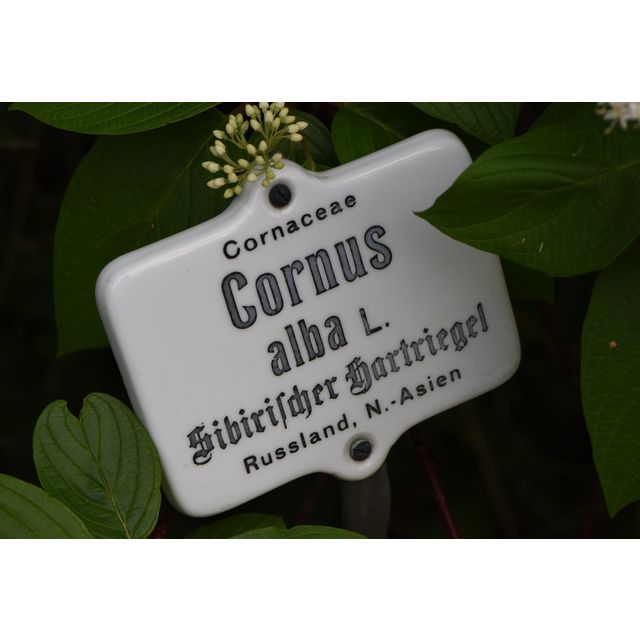 Cornaceae
Cornus
alba L.
Sibiriſcher Hartriegel
Russland, N.-Asien